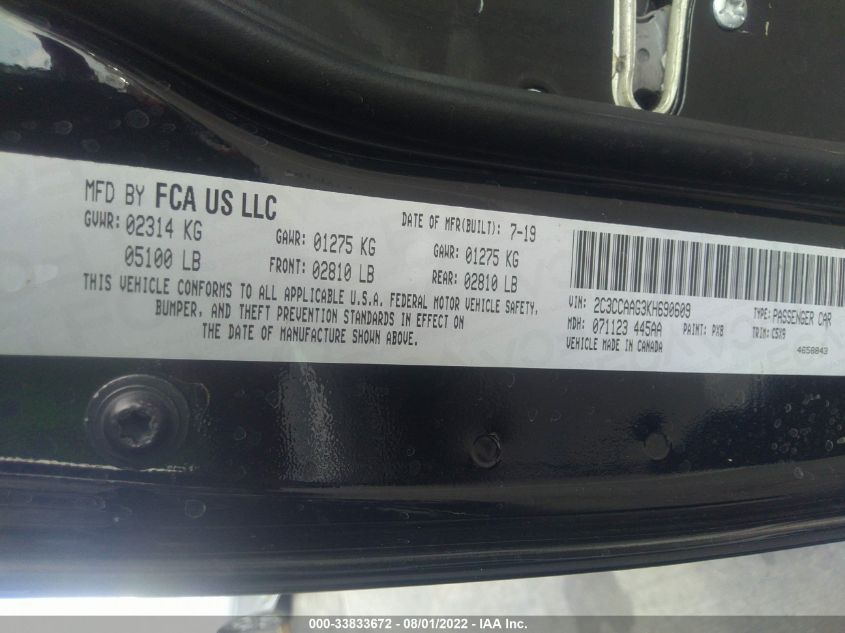 MFD BY FCA US LLC
DATE OF MFR(BUILT): 7-19
GVWR: 02314 KG GAWR: 01275 KG GAWR: 01275 KG
05100 LB FRONT: 02810 LB REAR: 02810 LB
THIS VEHICLE CONFORMS TO ALL APPLICABLE U.S.A. FEDERAL MOTOR VEHICLE SAFETY,
BUMPER, AND THEFT PREVENTION STANDARDS IN EFFECT ON
THE DATE OF MANUFACTURE SHOWN ABOVE.
VIN: 2C3CCAAG3KH690609 TYPE: PASSENGER CAR
MDH: 071123 445AA PAINT: PX8 TRIM: C5X9
VEHICLE MADE IN CANADA 4656843
000-33833672 - 08/01/2022 - IAA Inc.